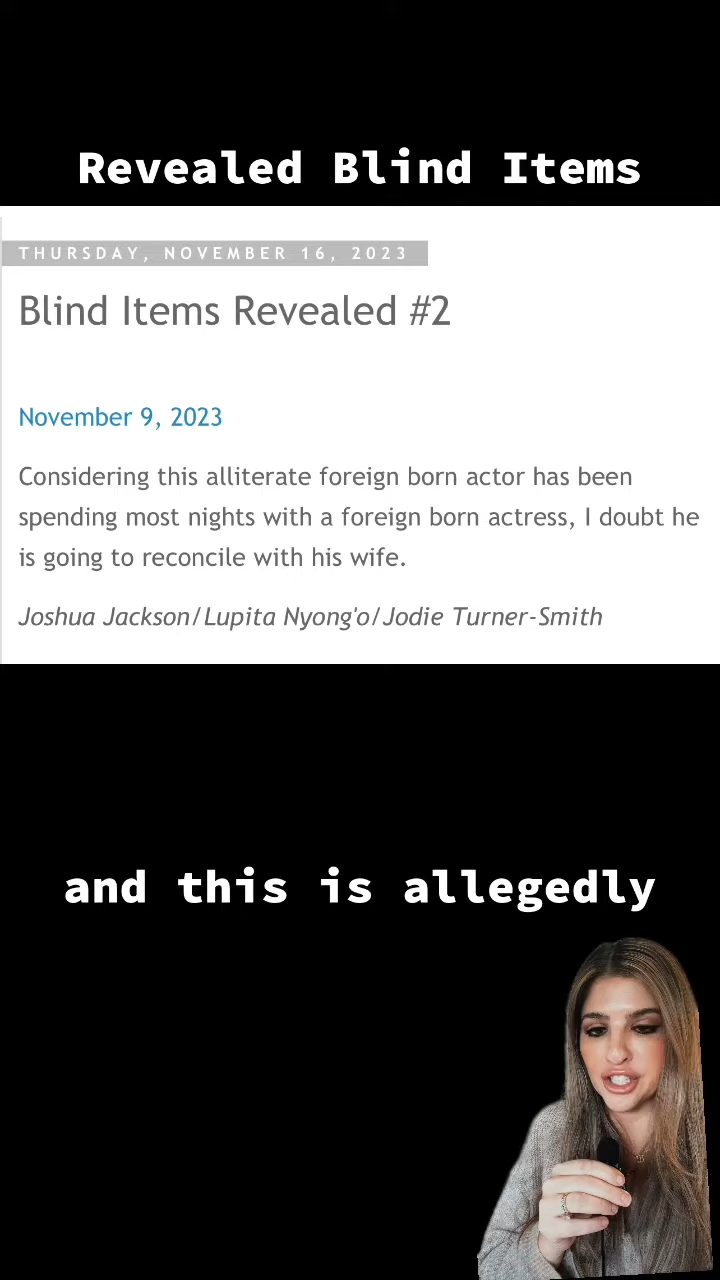 Revealed Blind Items
THURSDAY, NOVEMBER 16, 2023
Blind Items Revealed #2
November 9, 2023
Considering this alliterate foreign born actor has been
spending most nights with a foreign born actress, I doubt he
is going to reconcile with his wife.
Joshua Jackson/Lupita Nyong'o/Jodie Turner-Smith
and this is allegedly